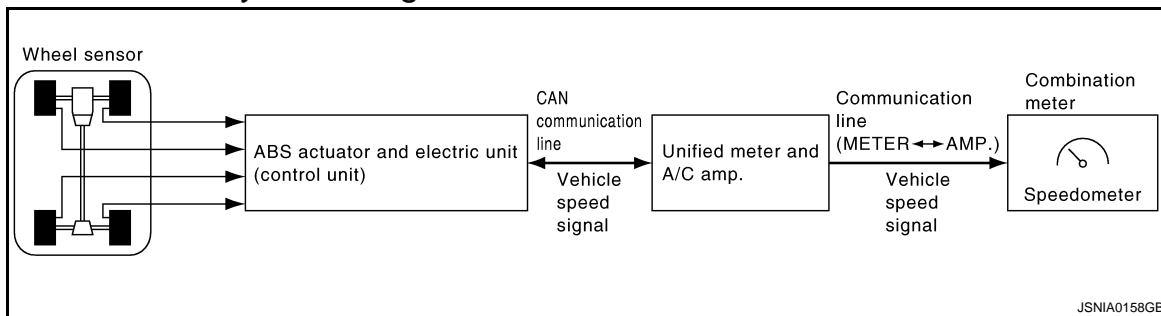 Wheel sensor
ABS actuator and electric unit
(control unit)
CAN
communication
line
Vehicle
speed
signal
Unified meter and
A/C amp.
Communication
line
(METER ↔ AMP.)
Vehicle
speed
signal
Combination
meter
Speedometer
JSNIA0158GB